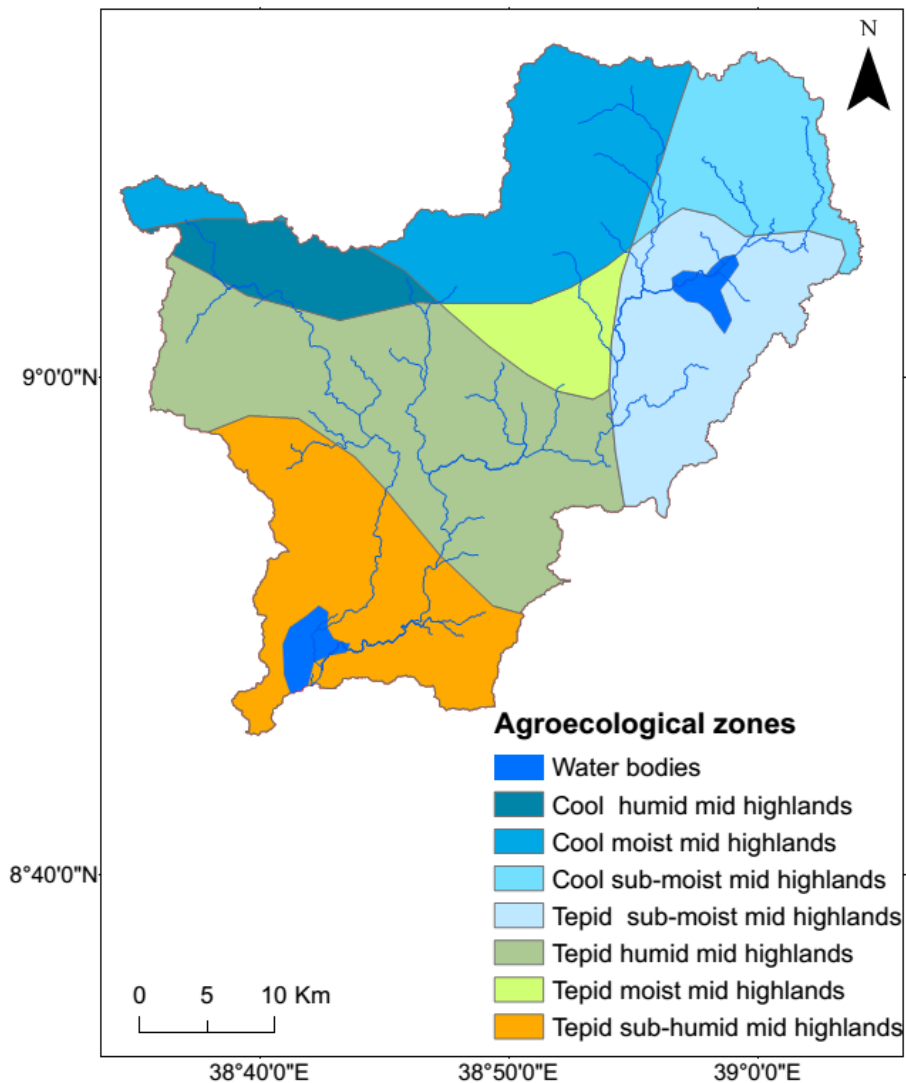 N
9°0'0"N
Agroecological zones
Water bodies
Cool humid mid highlands
Cool moist mid highlands
8°40'0"N
Cool sub-moist mid highlands
Tepid sub-moist mid highlands
Tepid humid mid highlands
Tepid moist mid highlands
Tepid sub-humid mid highlands
0 5 10 Km
38°40'0"E 38°50'0"E 39°0'0"E